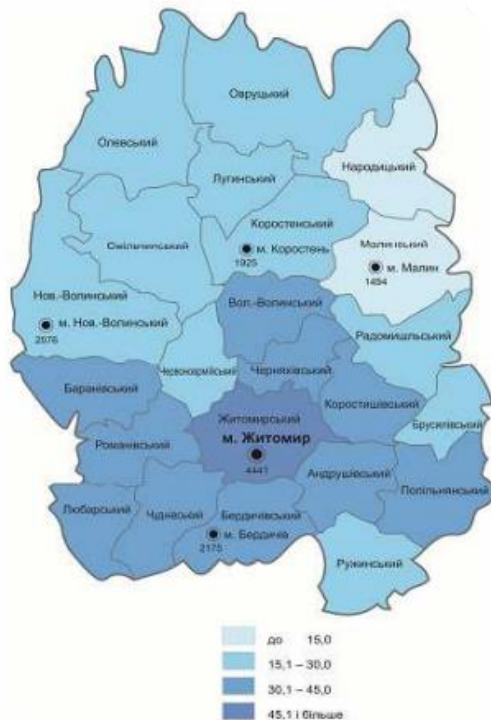 Овруцький
Олевський
Народицький
Лугинський
Коростенський
м. Коростень
1925
Малинський
м. Малин
1494
Ємільчинський
Нов.-Волинський
м. Нов.-Волинський
2076
Вол.-Волинський
Радомишльський
Червоноармійський
Черняхівський
Баранівський
Коростишівський
Брусилівський
Житомирський
м. Житомир
4441
Романівський
Андрушівський
Попільнянський
Любарський
Чуднівський
Бердичівський
м. Бердичів
2175
Ружинський
до 15,0
15,1 – 30,0
30,1 – 45,0
45,1 і більше